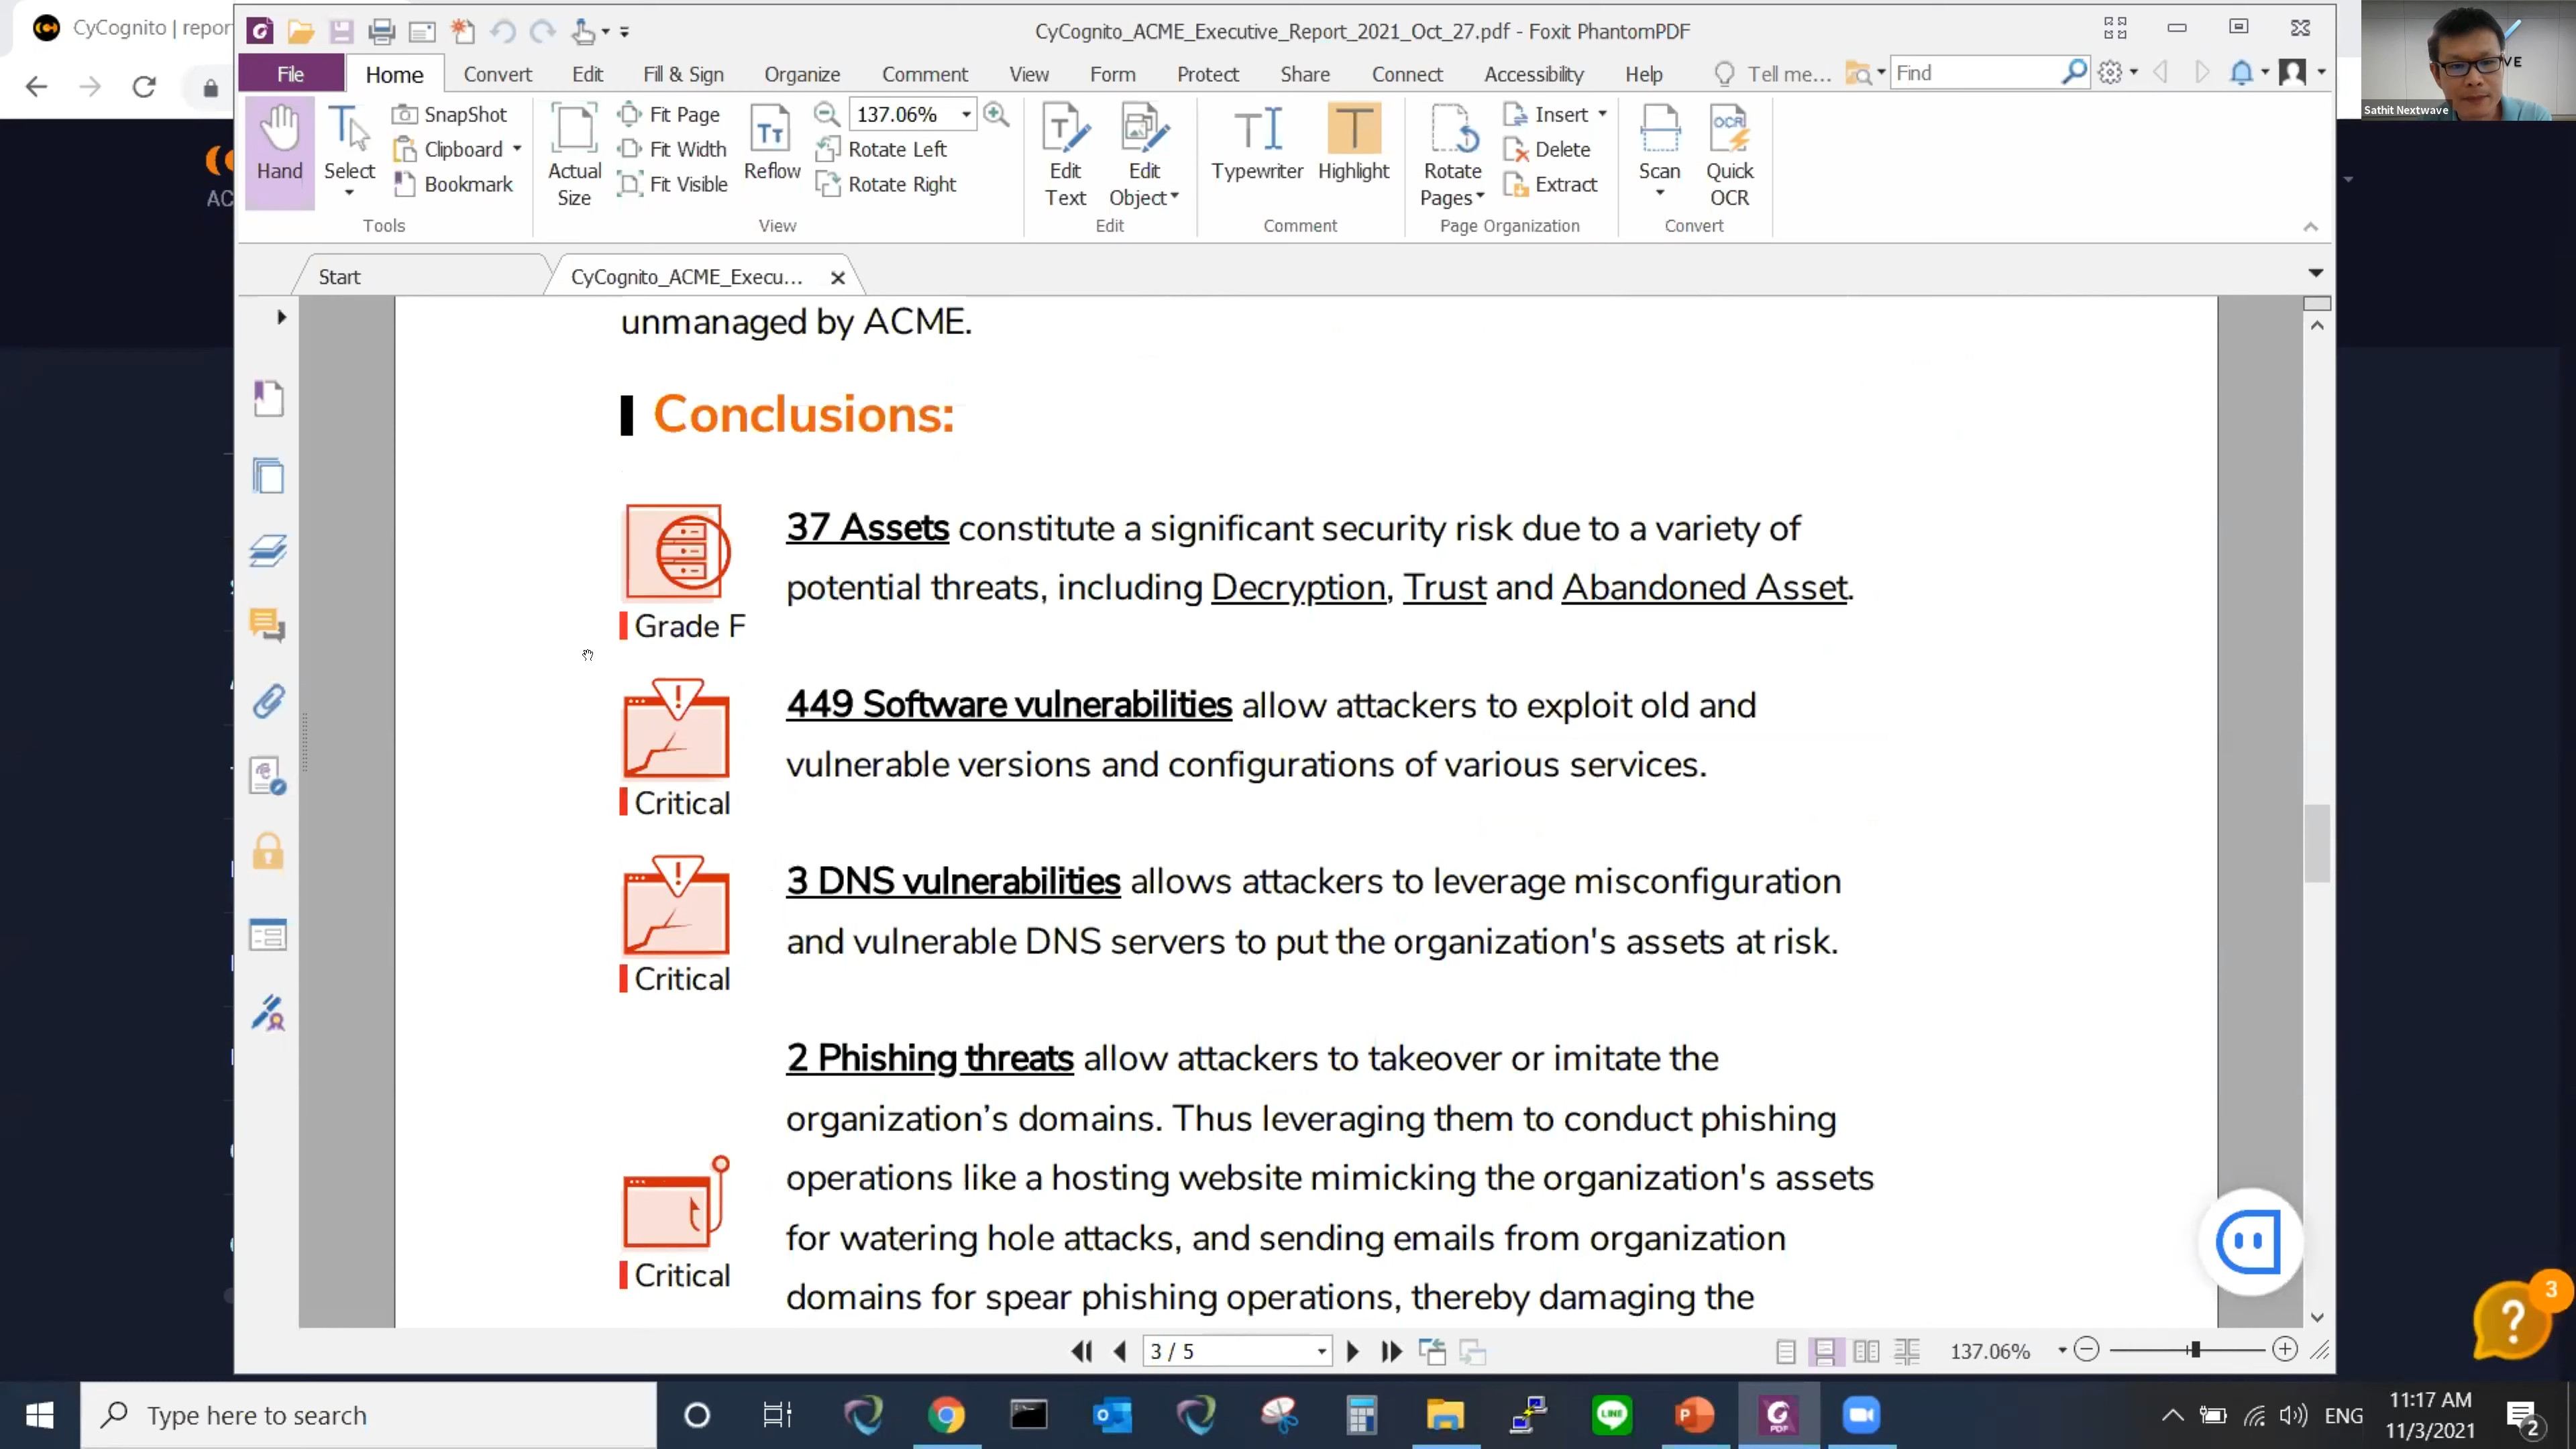 CyCognito | repor
CyCognito_ACME_Executive_Report_2021_Oct_27.pdf - Foxit PhantomPDF
File
Home
Convert
Edit
Fill & Sign
Organize
Comment
View
Form
Protect
Share
Connect
Accessibility
Help
Tell me...
Find
Hand
Select
SnapShot
Clipboard
Bookmark
Tools
Actual
Size
Fit Page
Fit Width
Fit Visible
Reflow
137.06%
Rotate Left
Rotate Right
View
Edit
Text
Edit
Object
Edit
Typewriter
Highlight
Comment
Rotate
Pages
Insert
Delete
Extract
Page Organization
Scan
Quick
OCR
Convert
Sathit Nextwave
AC
Start
CyCognito_ACME_Execu...
unmanaged by ACME.
Conclusions:
37 Assets constitute a significant security risk due to a variety of
potential threats, including Decryption, Trust and Abandoned Asset.
Grade F
449 Software vulnerabilities allow attackers to exploit old and
vulnerable versions and configurations of various services.
Critical
3 DNS vulnerabilities allows attackers to leverage misconfiguration
and vulnerable DNS servers to put the organization's assets at risk.
Critical
2 Phishing threats allow attackers to takeover or imitate the
organization’s domains. Thus leveraging them to conduct phishing
operations like a hosting website mimicking the organization's assets
for watering hole attacks, and sending emails from organization
Critical
domains for spear phishing operations, thereby damaging the
3
?
3 / 5
137.06%
Type here to search
ENG
11:17 AM
11/3/2021
2